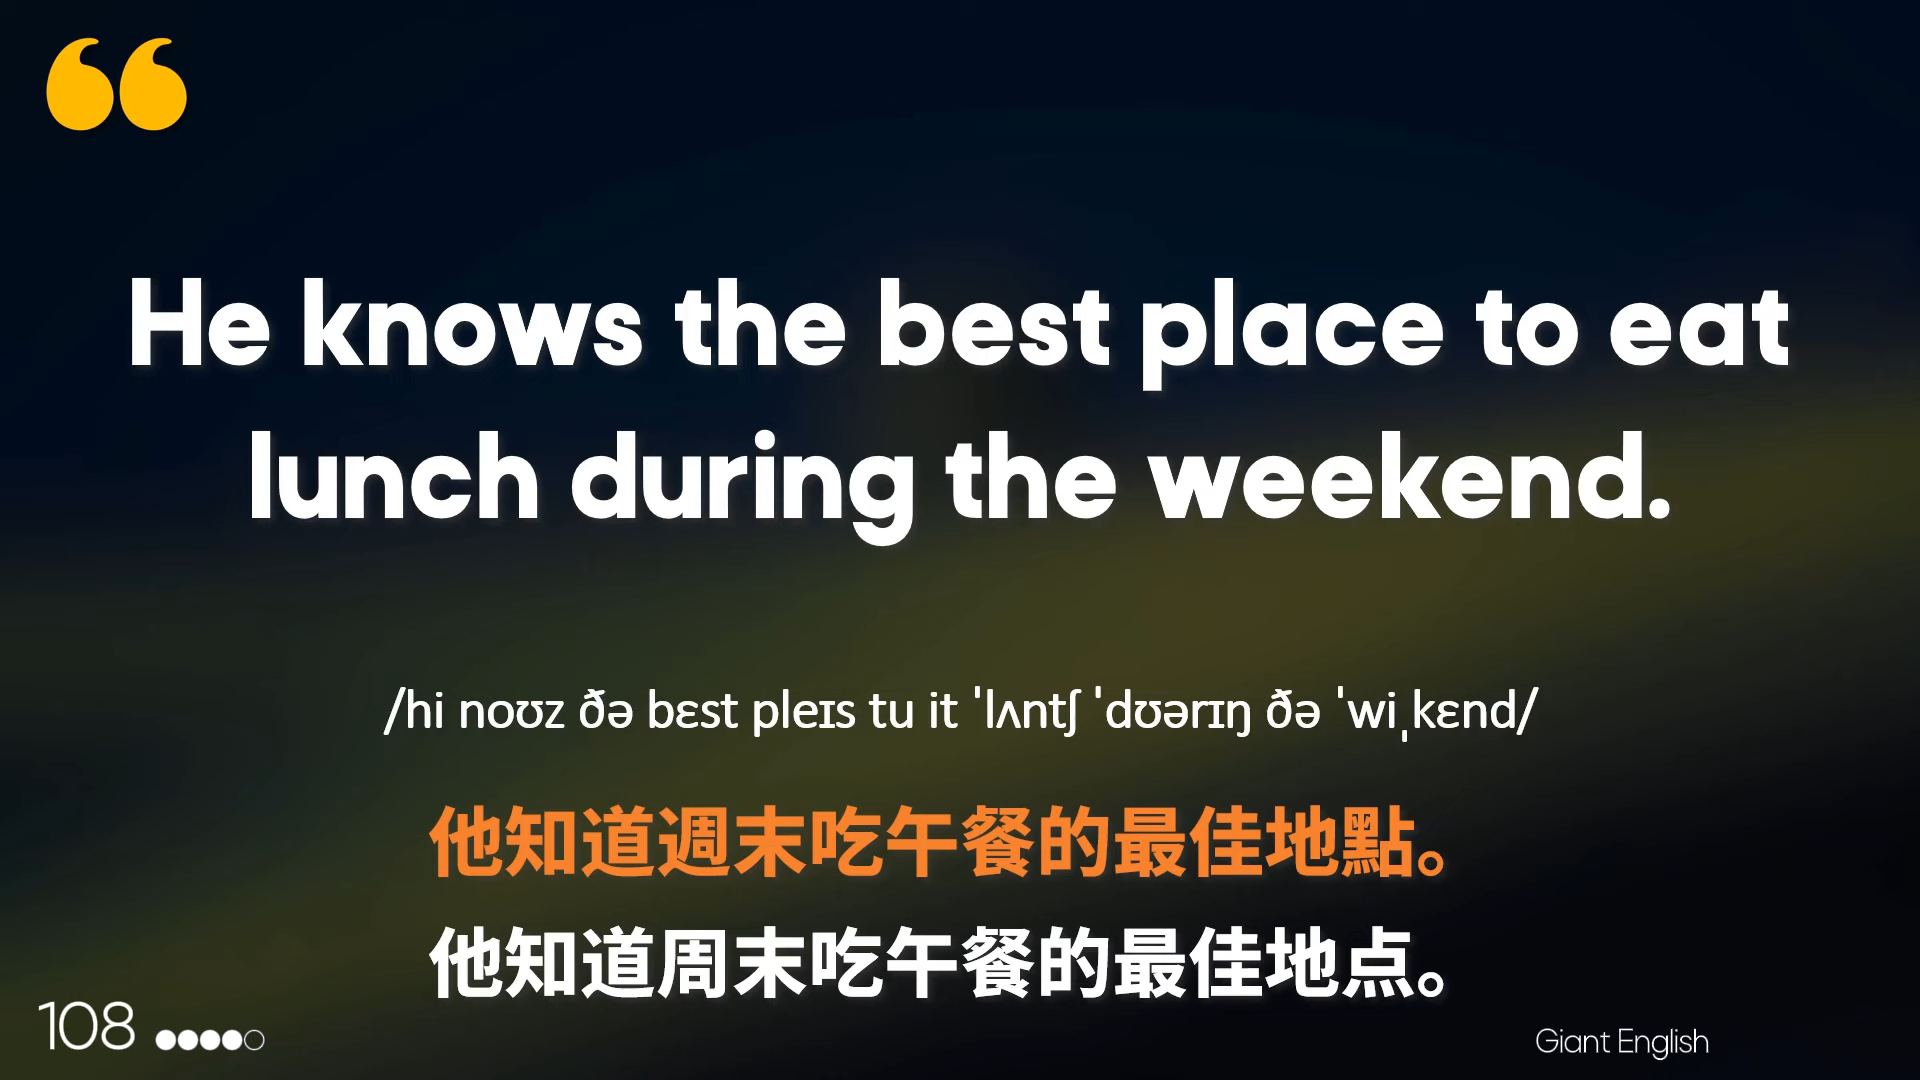 “
He knows the best place to eat
lunch during the weekend.
/hi noʊz ðə bɛst pleɪs tu it ˈlʌntʃ ˈdʊərɪŋ ðə ˈwiˌkɛnd/
他知道週末吃午餐的最佳地點。
他知道周末吃午餐的最佳地点。
108
Giant English